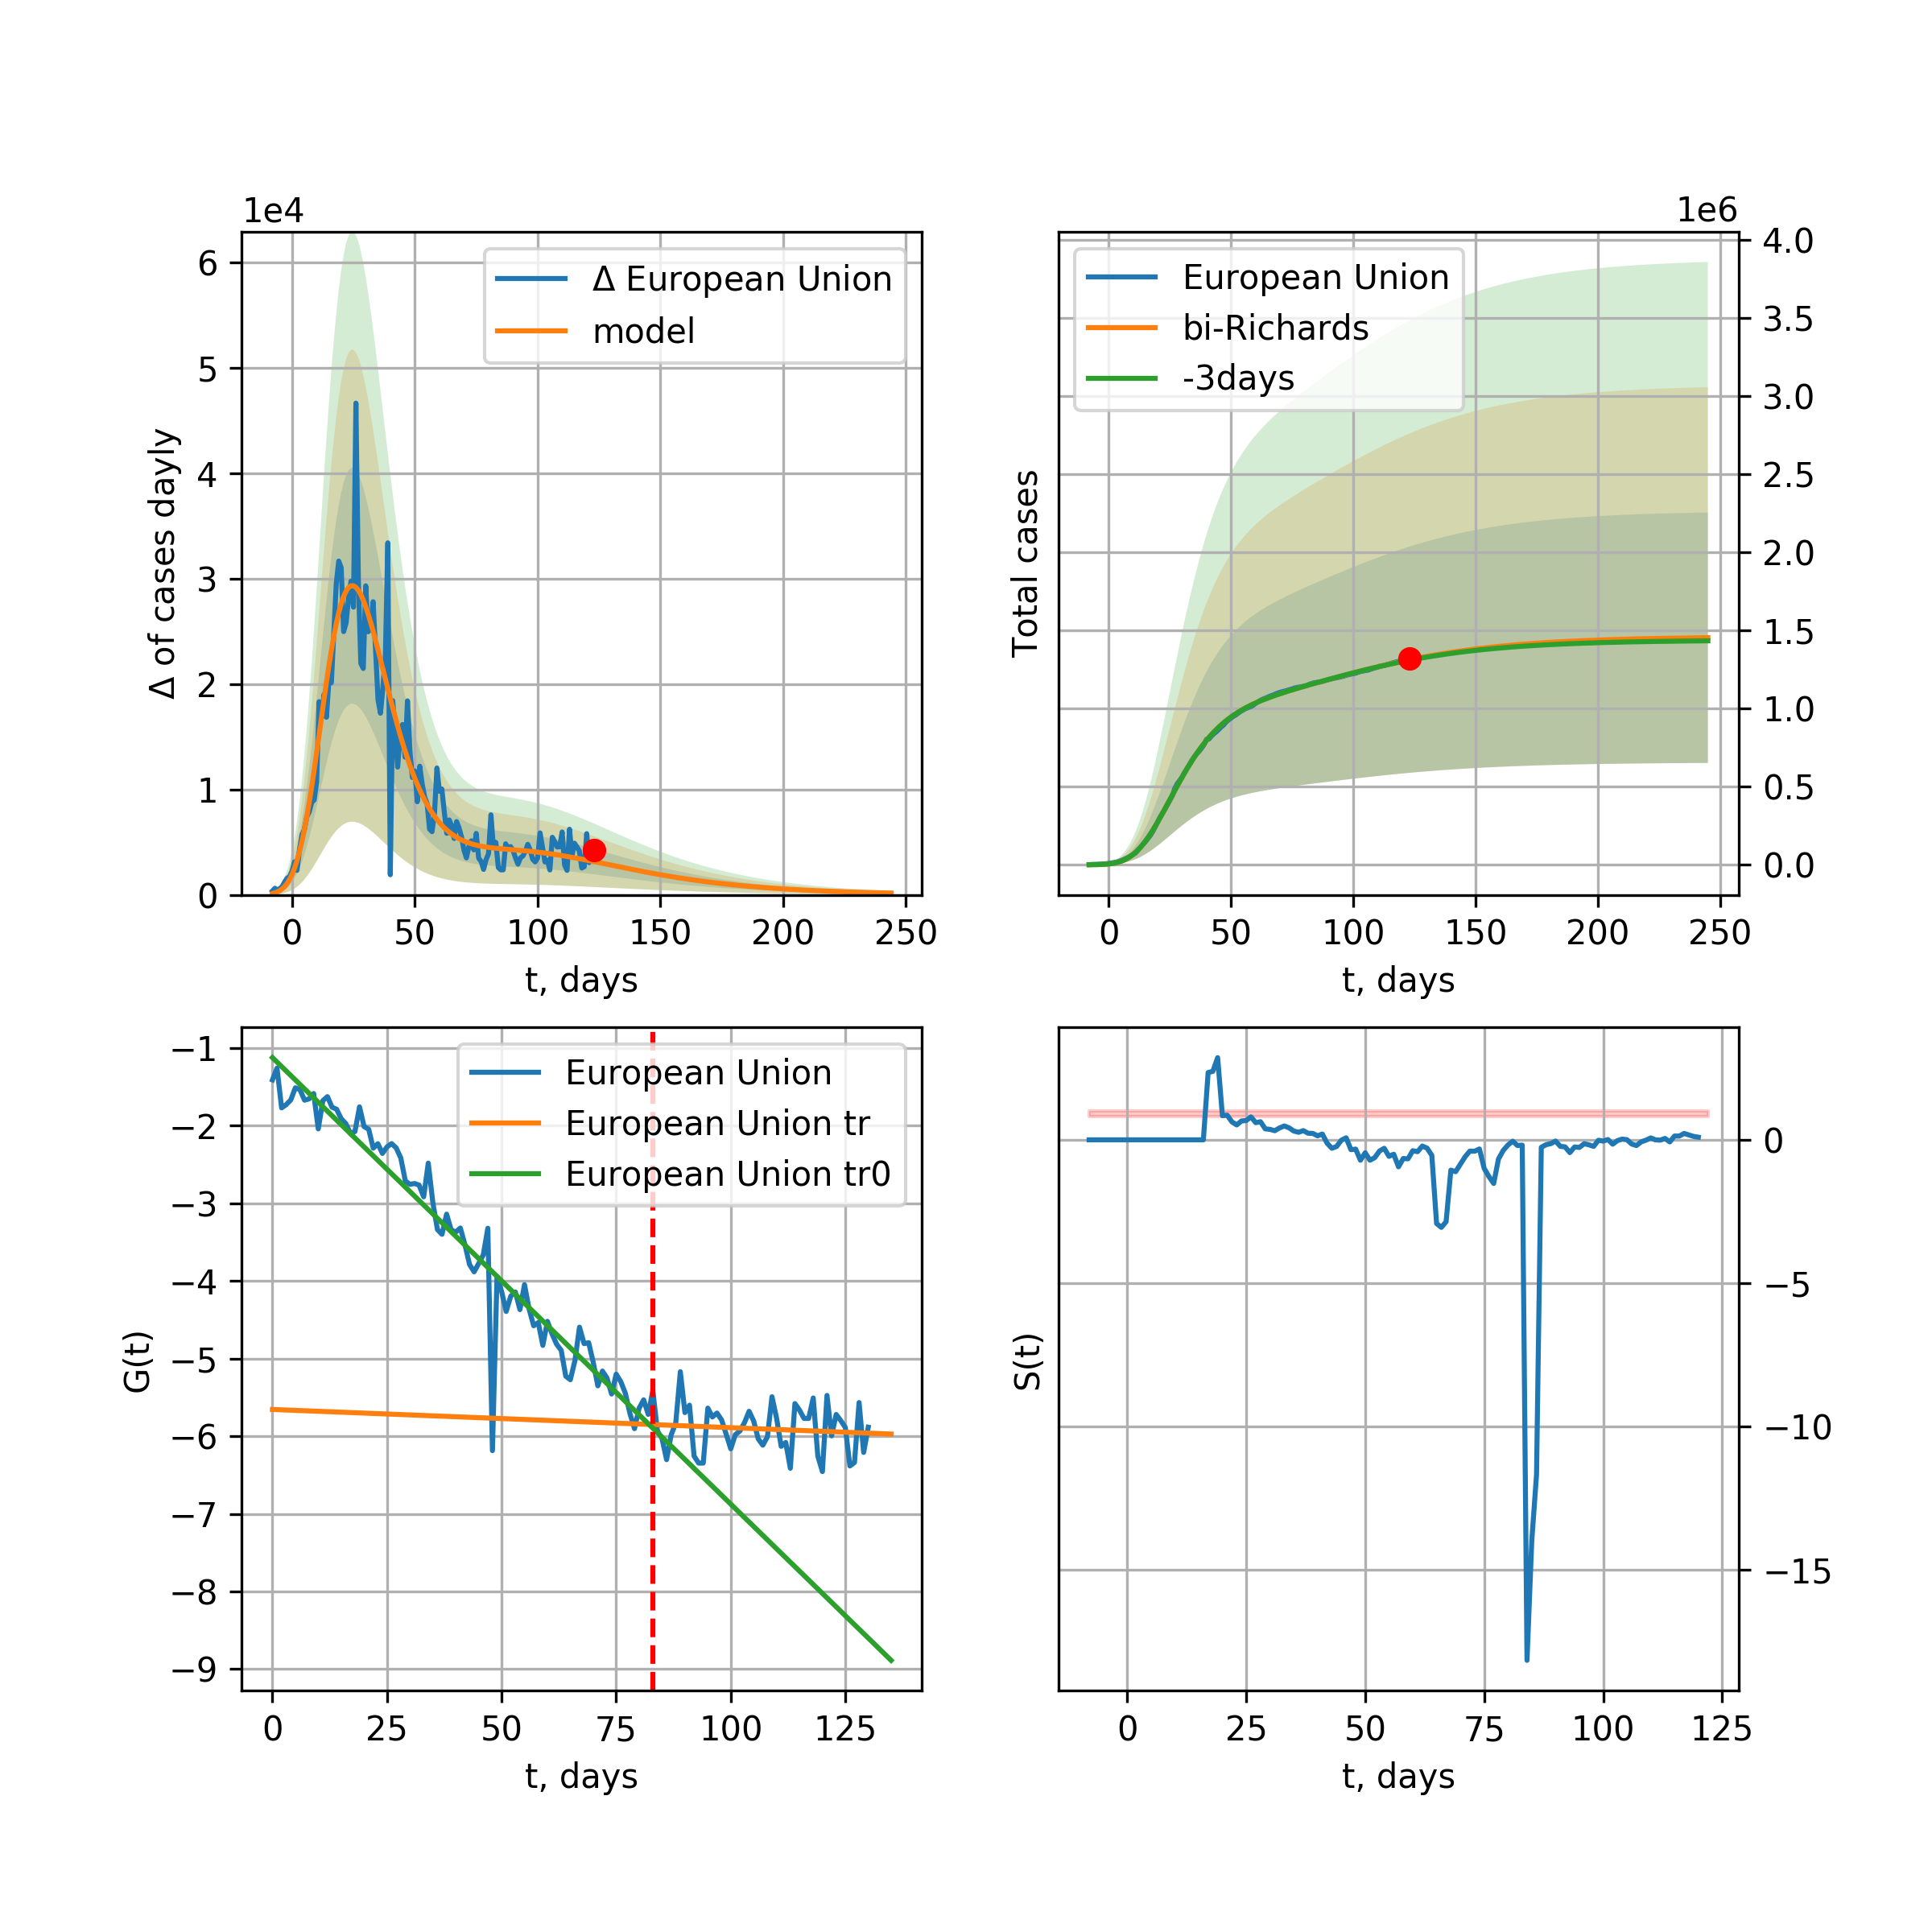 1e4
6
5
4
3
2
1
0
Δ of cases dayly
Δ European Union
model
0 50 100 150 200 250
t, days
1e6
4.0
3.5
3.0
2.5
2.0
1.5
1.0
0.5
0.0
Total cases
European Union
bi-Richards
-3days
0 50 100 150 200 250
t, days
−1
−2
−3
−4
−5
−6
−7
−8
−9
G(t)
European Union
European Union tr
European Union tr0
0 25 50 75 100 125
t, days
0
−5
−10
−15
S(t)
0 25 50 75 100 125
t, days